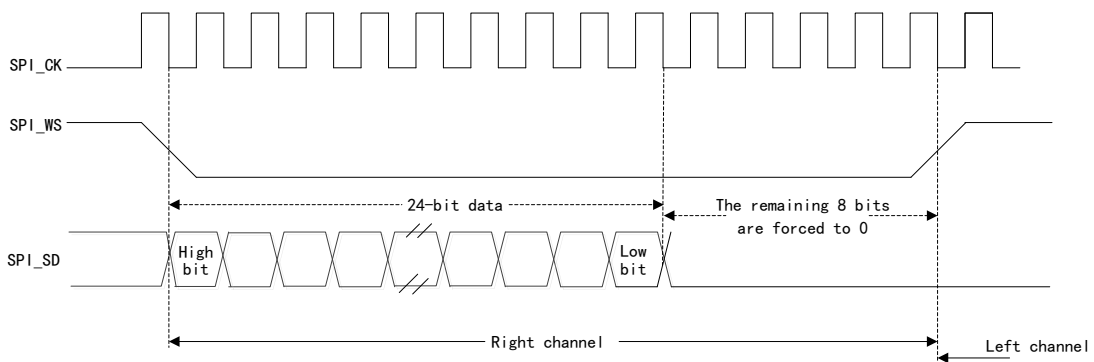 SPI_CK
SPI_WS
24-bit data
The remaining 8 bits
are forced to 0
SPI_SD
High
bit
Low
bit
Right channel
Left channel